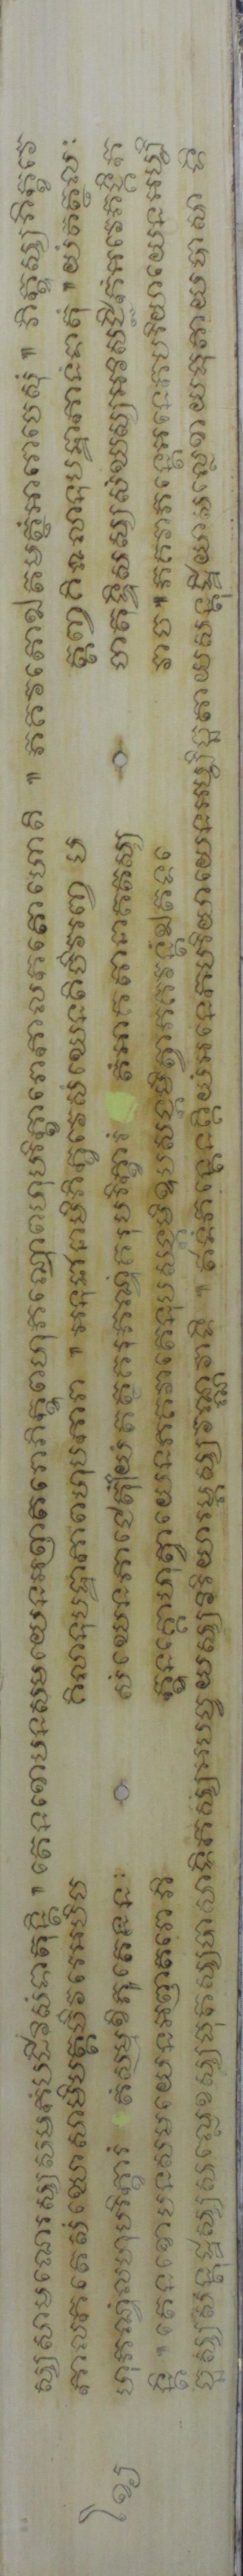 ស្សសាមណេរស្សសមកំបដិវិសំទាតុន្តិ ៕ តេនខោបនសមយេនអញ្ញតរោភិក្ខុពហុភណ្ឌោពហុបរិក្ខារោកាលកតោហោតិ ៕ ភគវតោឯតមត្ថំអារោចេសុំ ៕ ភិក្ខុស្សភិក្ខវេ
កាលកតេសំឃោសាមិបត្តចីវរេអបិច គិលានុបដ្ឋាកាពហុបការា ៕ អនុជានាមិភិក្ខវេសំឃេនតិចីវរញ្ច ប ត្តញ្ចគិលានុបដ្ឋាកានំទាតុំ ៕ យំតត្ថលៈ
ហុភណ្ឌំលហុបរិក្ខារំ តំសម្មុខីភូតេននៈ សំឃេនភាជេតុំ យំតត្ថគរុភណ្ឌំគរុបរិក្ខារំ តំអាគតានាគតស្ស ចាតុទ្ទិសស្សសំឃស្សអវិសជ្ជិកំអវេភង្គិក
ន្តិ ៕ តេនខោបនសមយេនអញ្ញតរោ ភិ ក្ខុនគ្គោហុត្វាយេនភគវាតេនុបសង្កមិឧបសង្កមិត្វាភគវន្តំឯតទវោ វោច ៕ ភគវាភន្តេអនេកបរិយាយេនអប្បិ
ច្ឆស្សសន្តុដ្ឋស្សសល្លេខស្សធុតស្សបាសាទិកស្សអបចយស្សវិរិយារម្ភស្សវណ្ណវាទិ ៕ ឥទំភន្តេនគ្គិយំអនេកបរិយាយេនអប្បិច្ឆតាយសន្តុដ្ឋិយាសល្លេខាយធុតាយបាសា ទិ